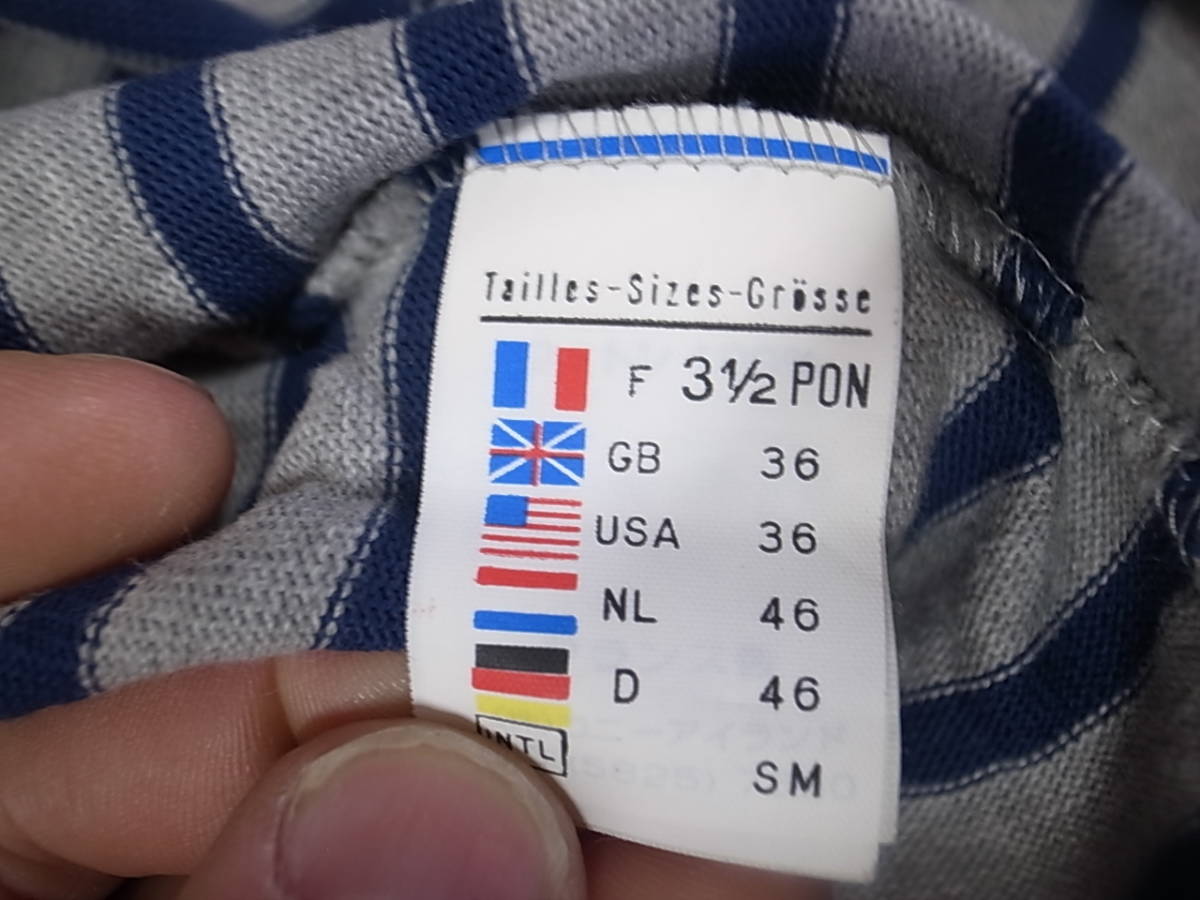 Tailles-Sizes-Grösse
F 3½ PON
GB 36
USA 36
NL 46
D 46
INTL SM